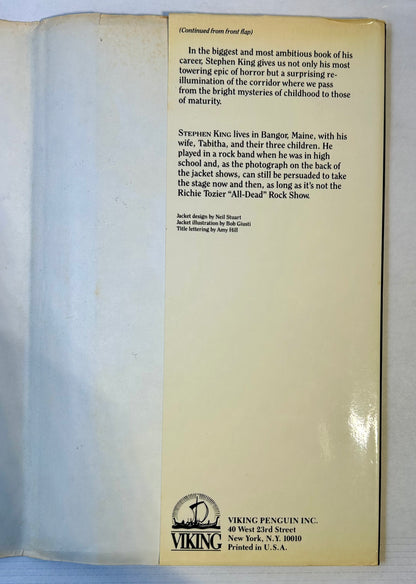 (Continued from front flap)
In the biggest and most ambitious book of his
career, Stephen King gives us not only his most
towering epic of horror but a surprising re-
illumination of the corridor where we pass
from the bright mysteries of childhood to those
of maturity.
STEPHEN KING lives in Bangor, Maine, with his
wife, Tabitha, and their three children. He
played in a rock band when he was in high
school and, as the photograph on the back of
the jacket shows, can still be persuaded to take
the stage now and then, as long as it's not the
Richie Tozier “All-Dead” Rock Show.
Jacket design by Neil Stuart
Jacket illustration by Bob Giusti
Title lettering by Amy Hill
VIKING
VIKING PENGUIN INC.
40 West 23rd Street
New York, N.Y. 10010
Printed in U.S.A.